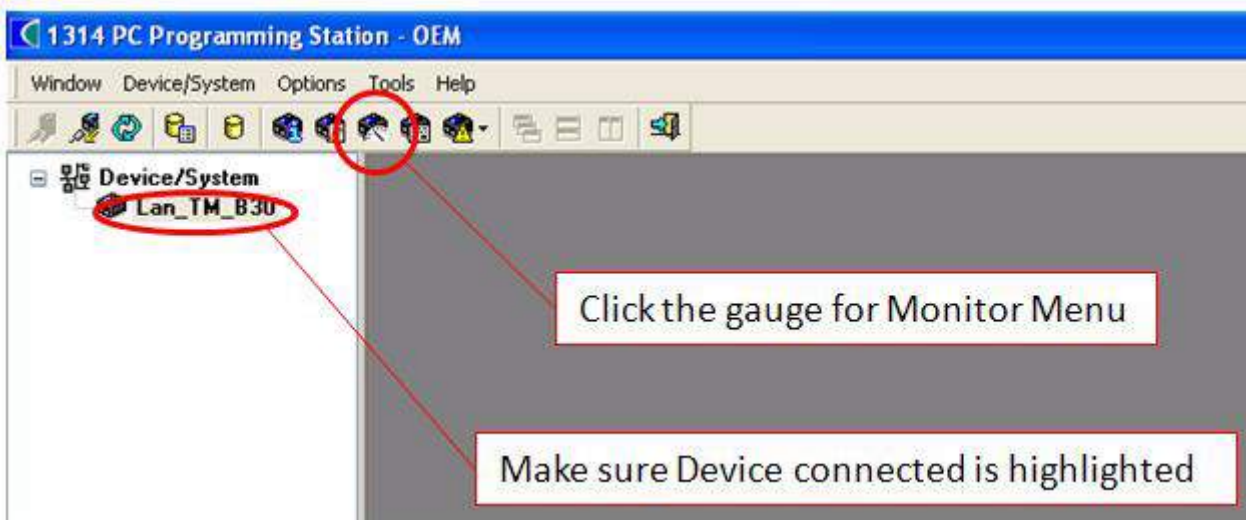 1314 PC Programming Station - OEM
Window Device/System Options Tools Help
Device/System
Lan_TM_B30
Click the gauge for Monitor Menu
Make sure Device connected is highlighted